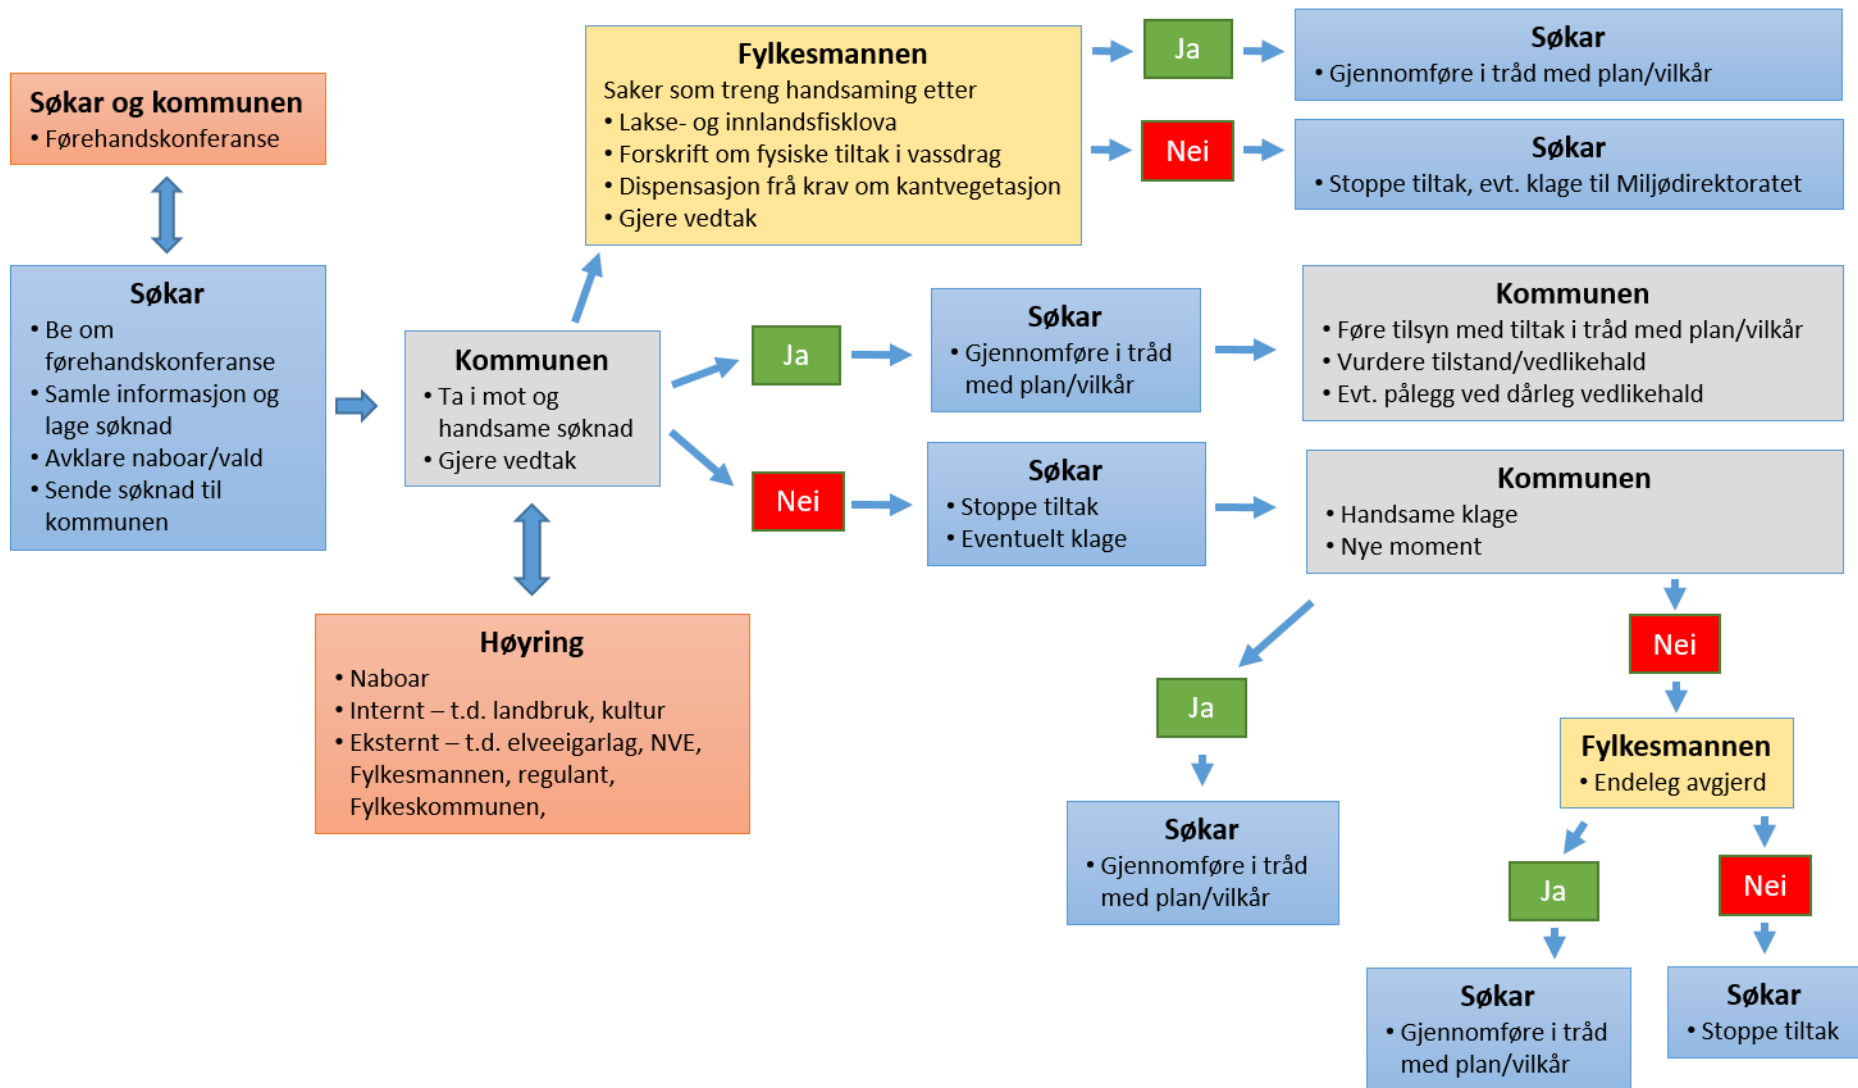 Søkar og kommunen
• Førehandskonferanse
Søkar
• Be om
førehandskonferanse
• Samle informasjon og
lage søknad
• Avklare naboar/vald
• Sende søknad til
kommunen
Kommunen
• Ta i mot og
handsame søknad
• Gjere vedtak
Høyring
• Naboar
• Internt – t.d. landbruk, kultur
• Eksternt – t.d. elveeigarlag, NVE,
Fylkesmannen, regulant,
Fylkeskommunen,
Fylkesmannen
Saker som treng handsaming etter
• Lakse- og innlandsfisklova
• Forskrift om fysiske tiltak i vassdrag
• Dispensasjon frå krav om kantvegetasjon
• Gjere vedtak
Ja
Søkar
• Gjennomføre i tråd med plan/vilkår
Nei
Søkar
• Stoppe tiltak, evt. klage til Miljødirektoratet
Ja
Søkar
• Gjennomføre i tråd
med plan/vilkår
Kommunen
• Føre tilsyn med tiltak i tråd med plan/vilkår
• Vurdere tilstand/vedlikehald
• Evt. pålegg ved dårleg vedlikehald
Nei
Søkar
• Stoppe tiltak
• Eventuelt klage
Kommunen
• Handsame klage
• Nye moment
Ja
Søkar
• Gjennomføre i tråd
med plan/vilkår
Nei
Fylkesmannen
• Endeleg avgjerd
Ja
Søkar
• Gjennomføre i tråd
med plan/vilkår
Nei
Søkar
• Stoppe tiltak